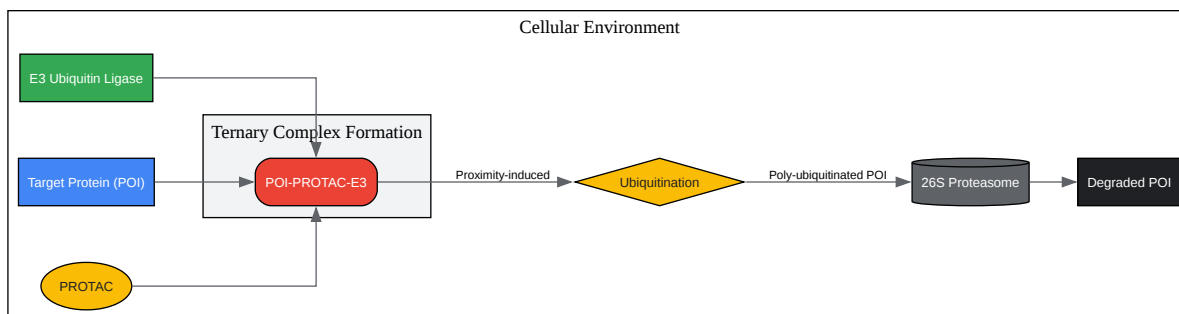 Cellular Environment
E3 Ubiquitin Ligase
Ternary Complex Formation
Target Protein (POI)
POI-PROTAC-E3
Proximity-induced
Ubiquitination
Poly-ubiquitinated POI
26S Proteasome
Degraded POI
PROTAC